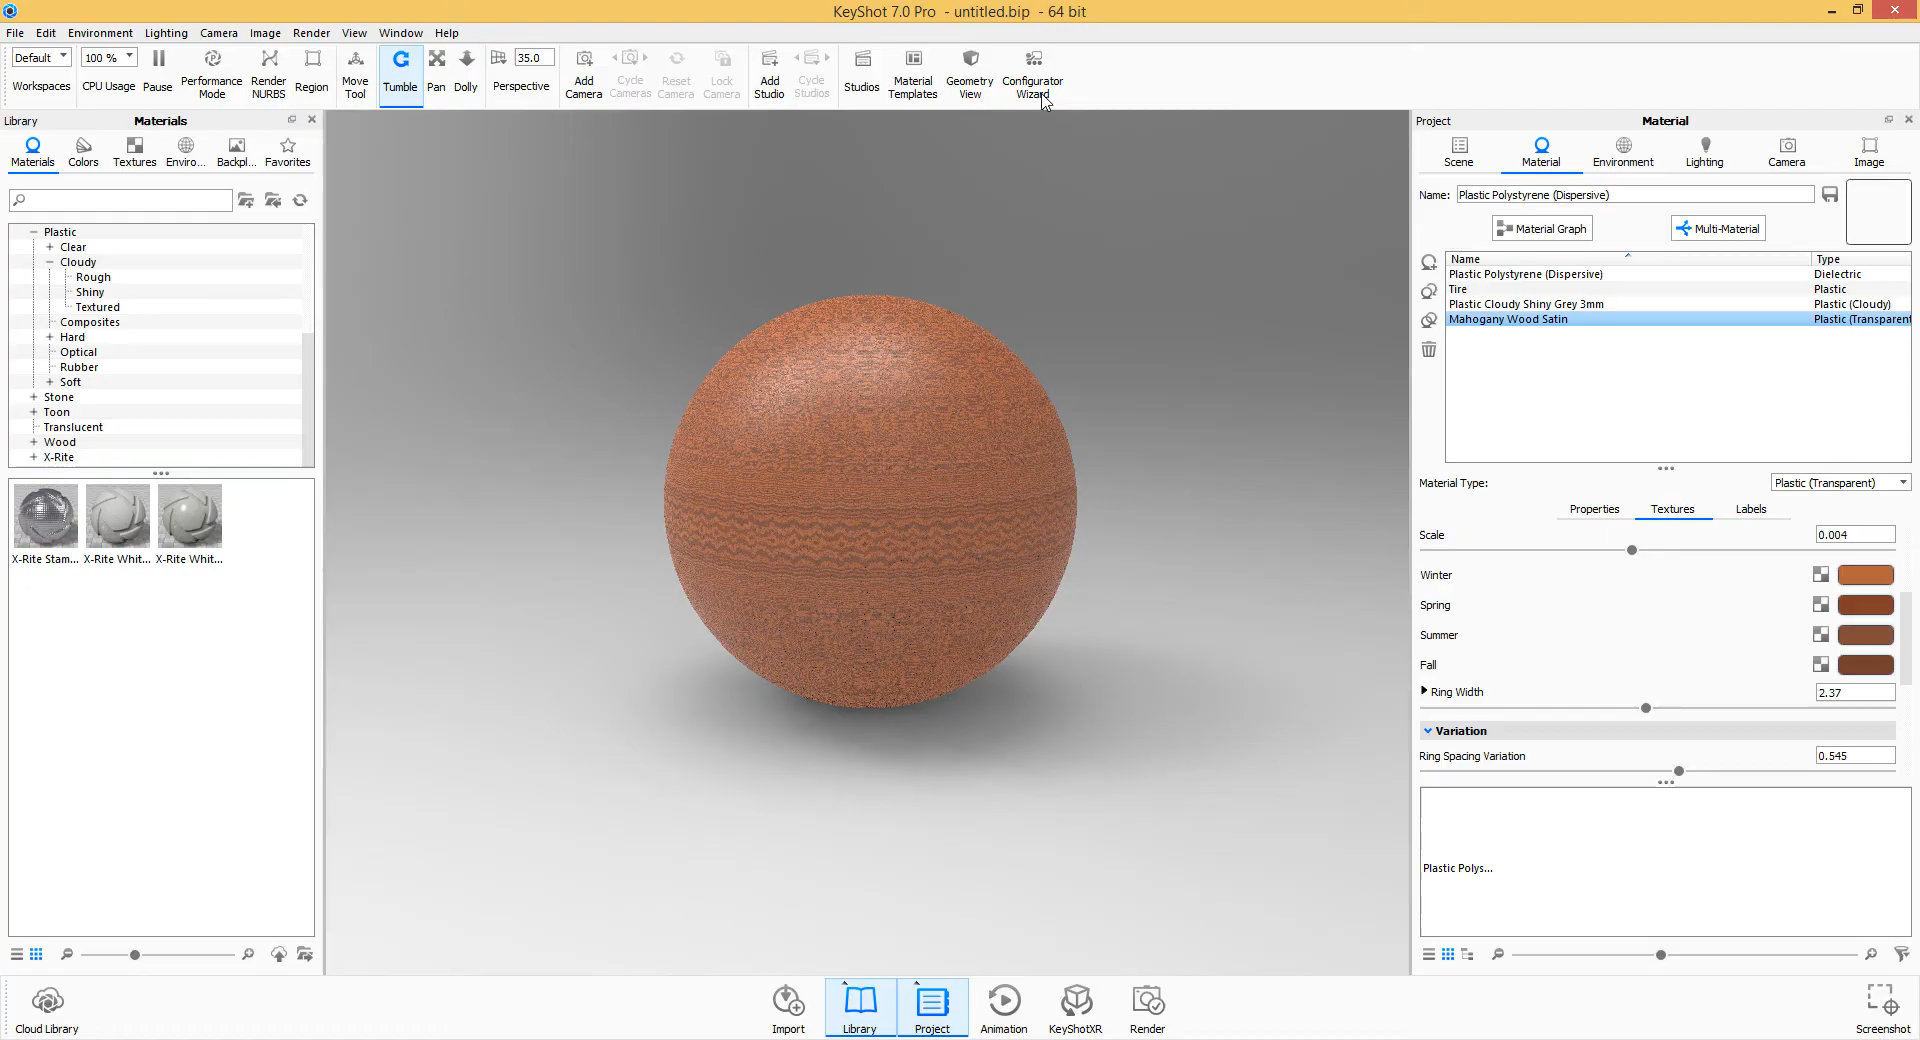 KeyShot 7.0 Pro - untitled.bip - 64 bit
File Edit Environment Lighting Camera Image Render View Window Help
Default
Workspaces
100 %
CPU Usage
Pause
Performance
Mode
Render
NURBS
Region
Move
Tool
Tumble
Pan
Dolly
35.0
Perspective
Add
Camera
Cycle
Cameras
Reset
Camera
Lock
Camera
Add
Studio
Cycle
Studios
Studios
Material
Templates
Geometry
View
Configurator
Wizard
Library Materials
Materials Colors Textures Enviro... Backpl... Favorites
Plastic
Clear
Cloudy
Rough
Shiny
Textured
Composites
Hard
Optical
Rubber
Soft
Stone
Toon
Translucent
Wood
X-Rite
X-Rite Stam... X-Rite Whit... X-Rite Whit...
Project Material
Scene Material Environment Lighting Camera Image
Name: Plastic Polystyrene (Dispersive)
Material Graph Multi-Material
Name Type
Plastic Polystyrene (Dispersive) Dielectric
Tire Plastic
Plastic Cloudy Shiny Grey 3mm Plastic (Cloudy)
Mahogany Wood Satin Plastic (Transparent
Material Type: Plastic (Transparent)
Properties Textures Labels
Scale 0.004
Winter
Spring
Summer
Fall
Ring Width 2.37
Variation
Ring Spacing Variation 0.545
Plastic Polys...
Cloud Library Import Library Project Animation KeyShotXR Render Screenshot